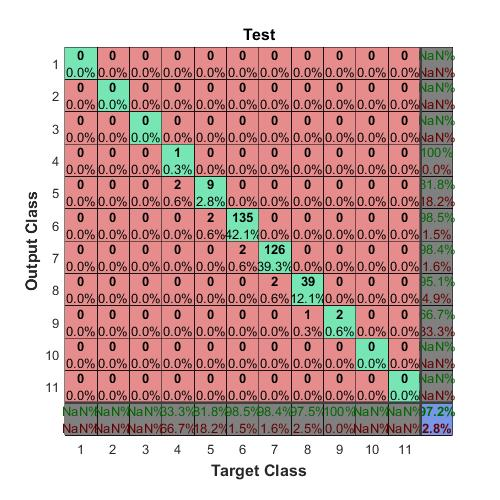 Test
1 0 0 0 0 0 0 0 0 0 0 0 NaN%
0.0% 0.0% 0.0% 0.0% 0.0% 0.0% 0.0% 0.0% 0.0% 0.0% 0.0% NaN%
2 0 0 0 0 0 0 0 0 0 0 0 NaN%
0.0% 0.0% 0.0% 0.0% 0.0% 0.0% 0.0% 0.0% 0.0% 0.0% 0.0% NaN%
3 0 0 0 0 0 0 0 0 0 0 0 NaN%
0.0% 0.0% 0.0% 0.0% 0.0% 0.0% 0.0% 0.0% 0.0% 0.0% 0.0% NaN%
4 0 0 0 1 0 0 0 0 0 0 0 100%
0.0% 0.0% 0.0% 0.3% 0.0% 0.0% 0.0% 0.0% 0.0% 0.0% 0.0% 0.0%
5 0 0 0 2 9 0 0 0 0 0 0 81.8%
0.0% 0.0% 0.0% 0.6% 2.8% 0.0% 0.0% 0.0% 0.0% 0.0% 0.0% 18.2%
6 0 0 0 0 2 135 0 0 0 0 0 98.5%
0.0% 0.0% 0.0% 0.0% 0.6% 42.1% 0.0% 0.0% 0.0% 0.0% 0.0% 1.5%
7 0 0 0 0 0 2 126 0 0 0 0 98.4%
0.0% 0.0% 0.0% 0.0% 0.0% 0.6% 39.3% 0.0% 0.0% 0.0% 0.0% 1.6%
8 0 0 0 0 0 0 2 39 0 0 0 95.1%
0.0% 0.0% 0.0% 0.0% 0.0% 0.0% 0.6% 12.1% 0.0% 0.0% 0.0% 4.9%
9 0 0 0 0 0 0 0 1 2 0 0 66.7%
0.0% 0.0% 0.0% 0.0% 0.0% 0.0% 0.0% 0.3% 0.6% 0.0% 0.0% 33.3%
10 0 0 0 0 0 0 0 0 0 0 0 NaN%
0.0% 0.0% 0.0% 0.0% 0.0% 0.0% 0.0% 0.0% 0.0% 0.0% 0.0% NaN%
11 0 0 0 0 0 0 0 0 0 0 0 NaN%
0.0% 0.0% 0.0% 0.0% 0.0% 0.0% 0.0% 0.0% 0.0% 0.0% 0.0% NaN%
NaN% NaN% NaN% 33.3% 81.8% 98.5% 98.4% 97.5% 100% NaN% NaN% 97.2%
NaN% NaN% NaN% 66.7% 18.2% 1.5% 1.6% 2.5% 0.0% NaN% NaN% 2.8%
1 2 3 4 5 6 7 8 9 10 11
Target Class
Output Class